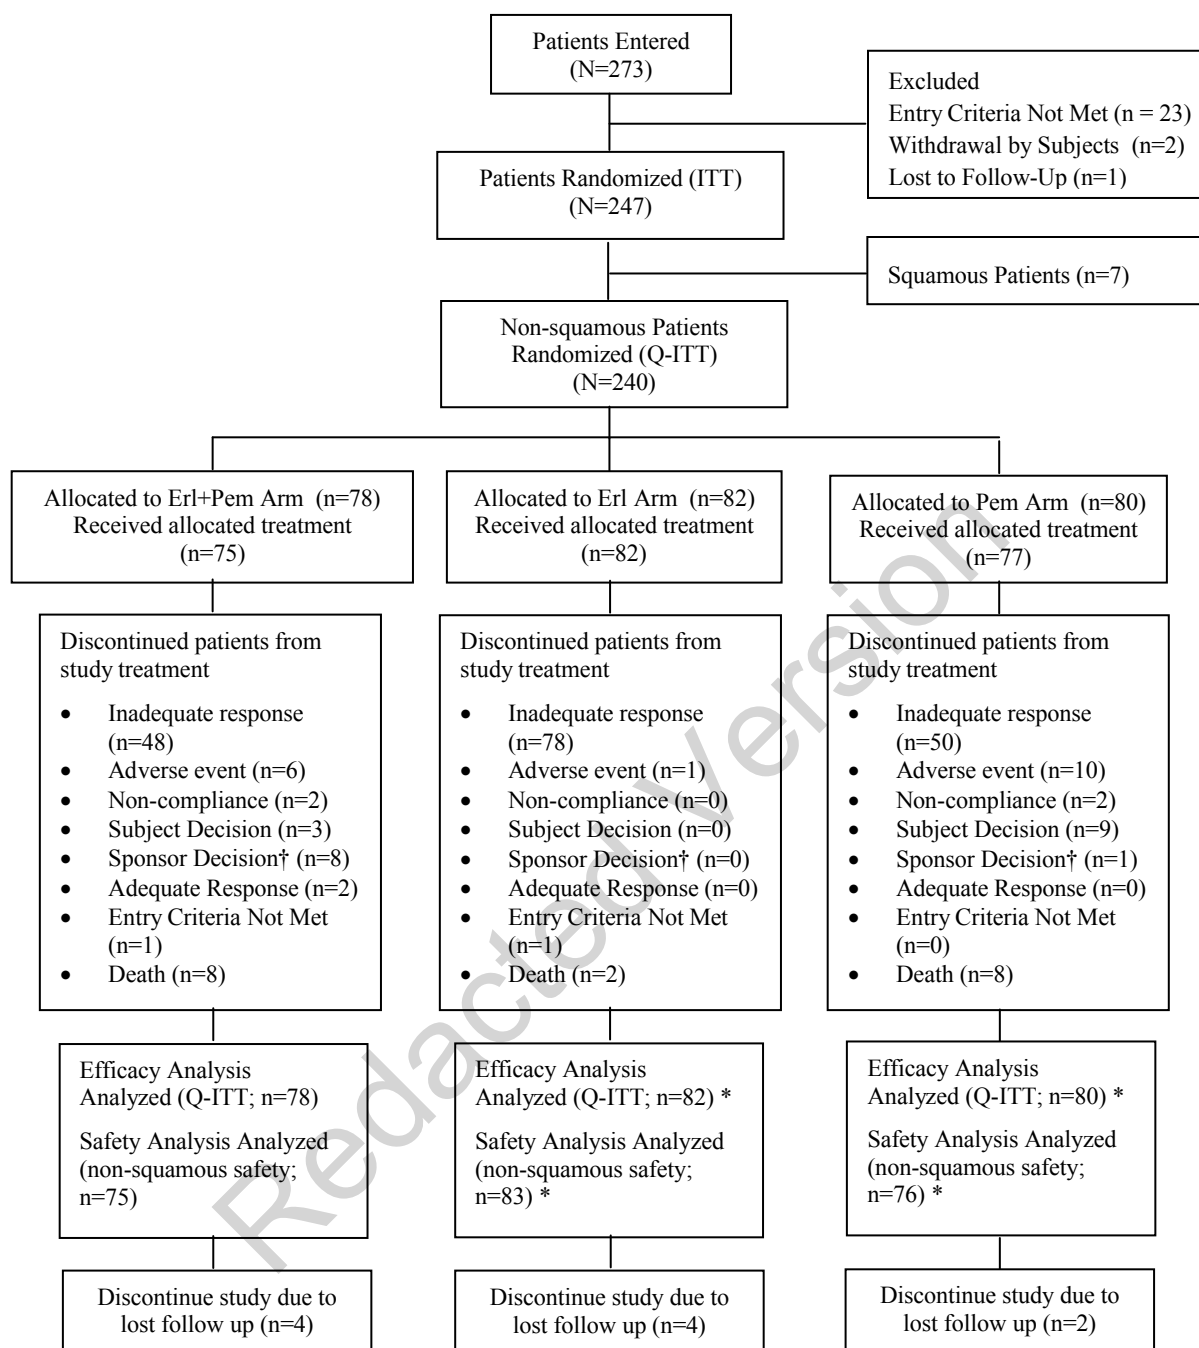 Patients Entered
(N=273)
Excluded
Entry Criteria Not Met (n = 23)
Withdrawal by Subjects (n=2)
Lost to Follow-Up (n=1)
Patients Randomized (ITT)
(N=247)
Squamous Patients (n=7)
Non-squamous Patients
Randomized (Q-ITT)
(N=240)
Allocated to Erl+Pem Arm (n=78)
Received allocated treatment
(n=75)
Allocated to Erl Arm (n=82)
Received allocated treatment
(n=82)
Allocated to Pem Arm (n=80)
Received allocated treatment
(n=77)
Discontinued patients from
study treatment
• Inadequate response
(n=48)
• Adverse event (n=6)
• Non-compliance (n=2)
• Subject Decision (n=3)
• Sponsor Decision† (n=8)
• Adequate Response (n=2)
• Entry Criteria Not Met
(n=1)
• Death (n=8)
Discontinued patients from
study treatment
• Inadequate response
(n=78)
• Adverse event (n=1)
• Non-compliance (n=0)
• Subject Decision (n=0)
• Sponsor Decision† (n=0)
• Adequate Response (n=0)
• Entry Criteria Not Met
(n=1)
• Death (n=2)
Discontinued patients from
study treatment
• Inadequate response
(n=50)
• Adverse event (n=10)
• Non-compliance (n=2)
• Subject Decision (n=9)
• Sponsor Decision† (n=1)
• Adequate Response (n=0)
• Entry Criteria Not Met
(n=0)
• Death (n=8)
Efficacy Analysis
Analyzed (Q-ITT; n=78)
Safety Analysis Analyzed
(non-squamous safety;
n=75)
Efficacy Analysis
Analyzed (Q-ITT; n=82) *
Safety Analysis Analyzed
(non-squamous safety;
n=83) *
Efficacy Analysis
Analyzed (Q-ITT; n=80) *
Safety Analysis Analyzed
(non-squamous safety;
n=76) *
Discontinue study due to
lost follow up (n=4)
Discontinue study due to
lost follow up (n=4)
Discontinue study due to
lost follow up (n=2)
Redacted Version